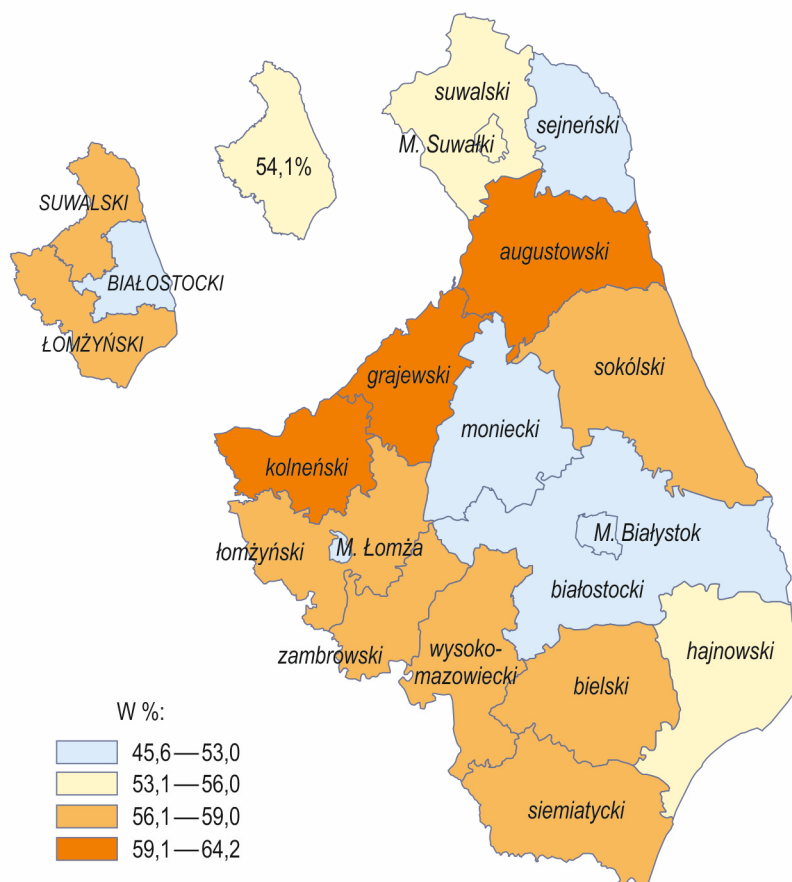 suwalski
M. Suwałki
sejneński
54,1%
SUWALSKI
BIAŁOSTOCKI
ŁOMŻYŃSKI
augustowski
grajewski
sokólski
moniecki
kolneński
M. Białystok
łomżyński
M. Łomża
białostocki
zambrowski
wysoko-
mazowiecki
hajnowski
bielski
siemiatycki
W %:
45,6—53,0
53,1—56,0
56,1—59,0
59,1—64,2